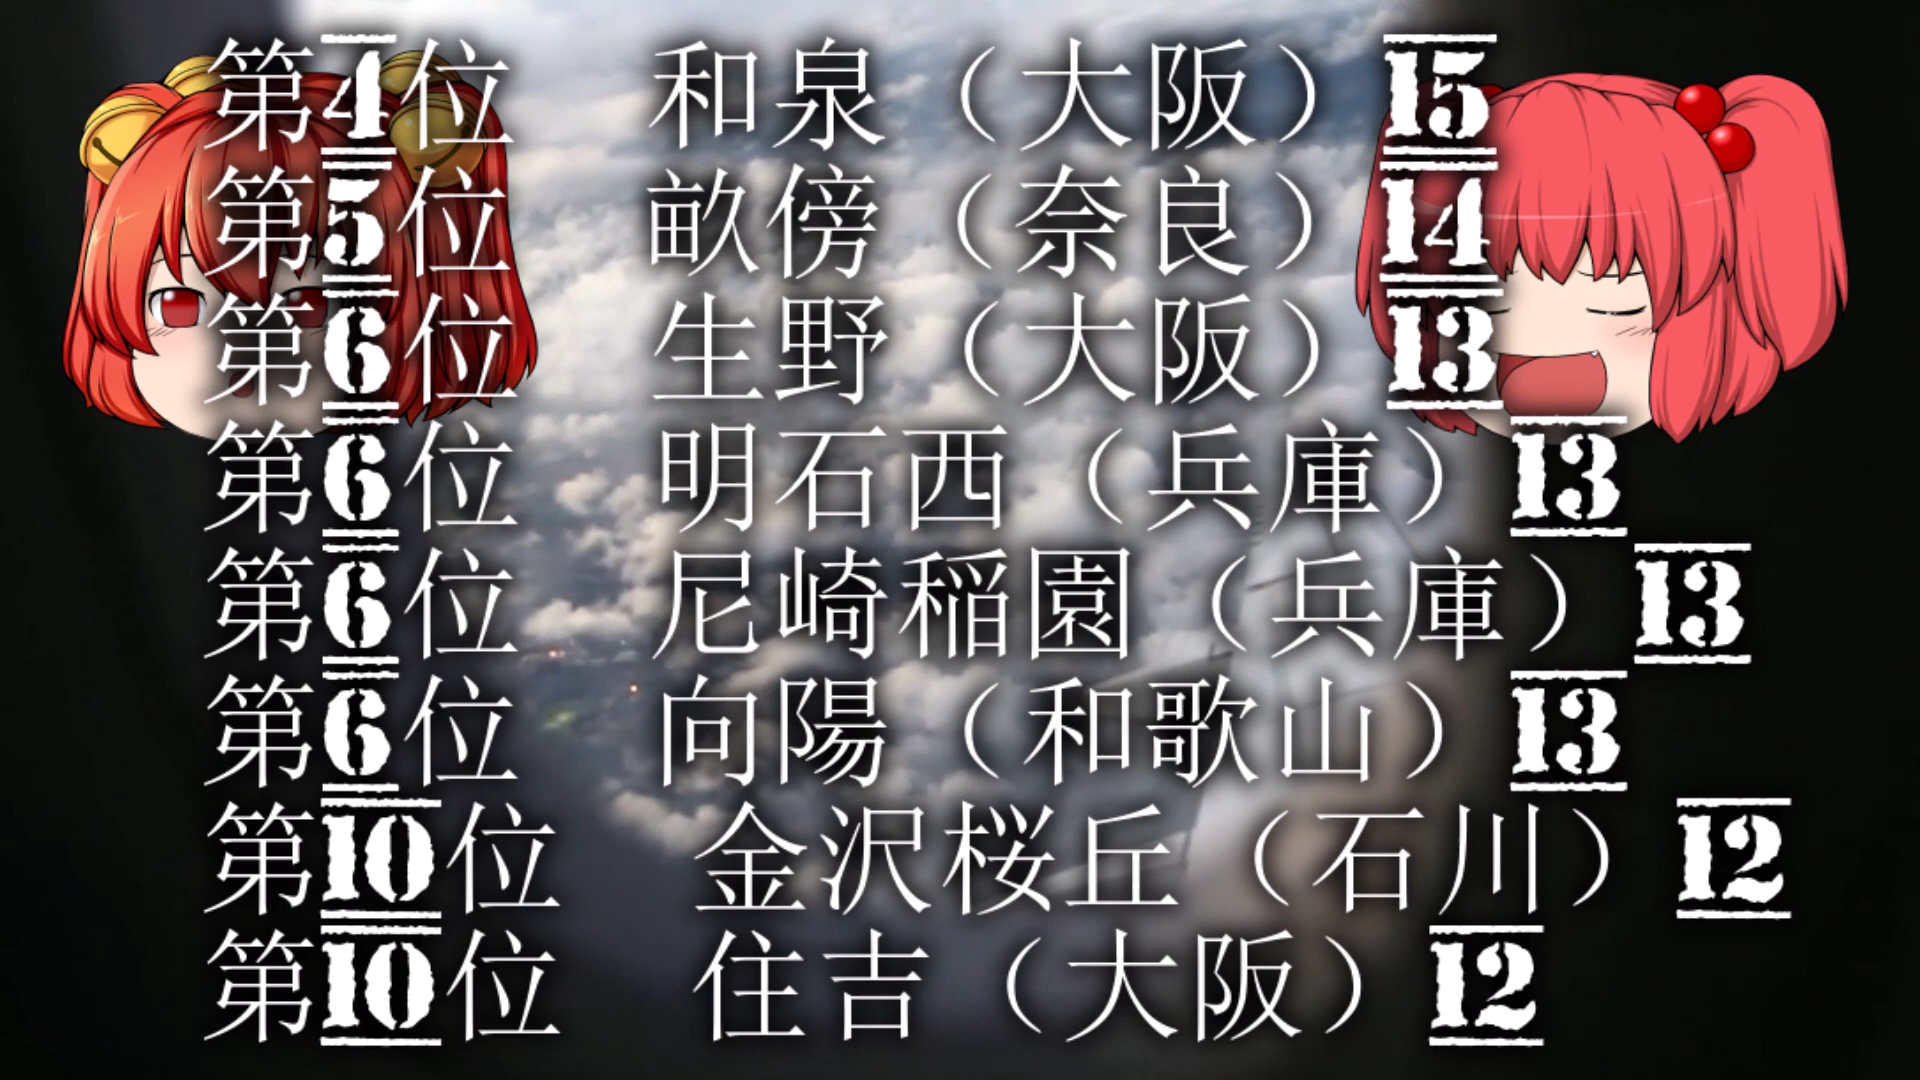 第4位 和泉（大阪）15
第5位 畝傍（奈良）14
第6位 生野（大阪）13
第6位 明石西（兵庫）13
第6位 尼崎稲園（兵庫）13
第6位 向陽（和歌山）13
第10位 金沢桜丘（石川）12
第10位 住吉（大阪）12